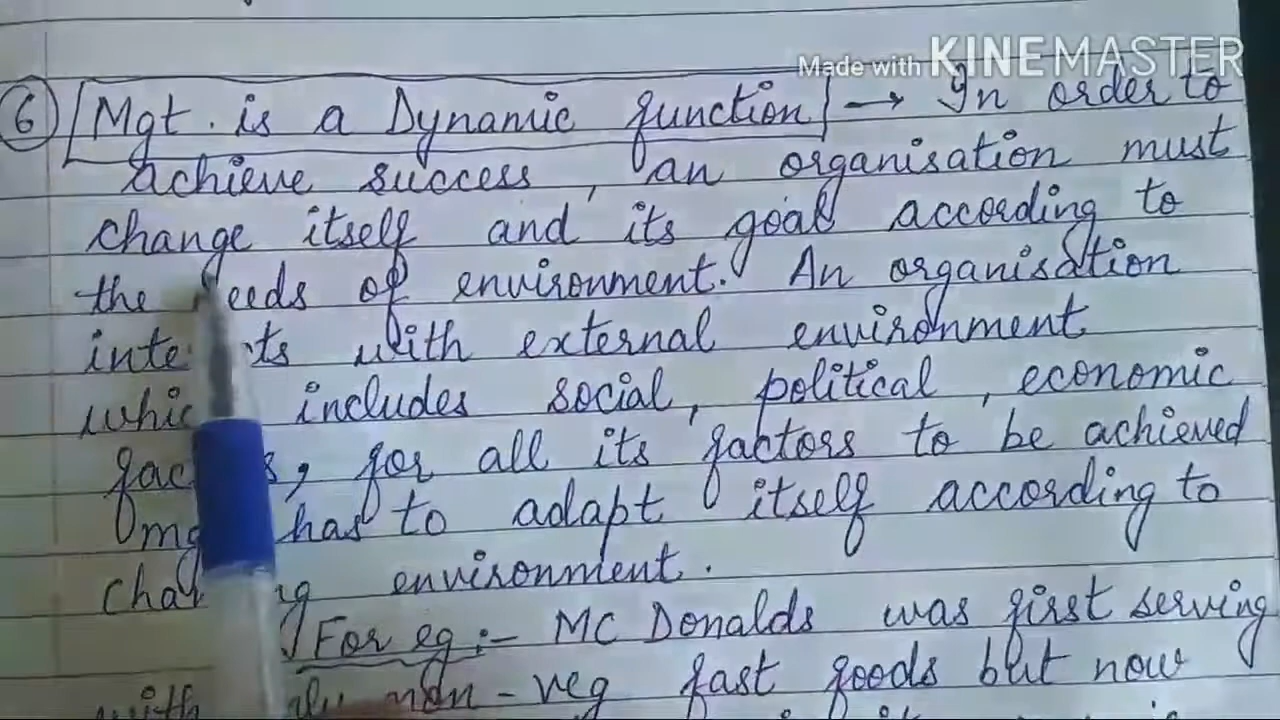 Made with KINEMASTER
6 Mgt. is a Dynamic function → In order to
achieve success, an organisation must
change itself and its goal according to
the needs of environment. An organisation
with external environment
includes social, political, economic
for all its factors to be achieved
has to adapt itself according to
environment.
For eg :- MC Donalds was first serving
non-veg fast foods but now